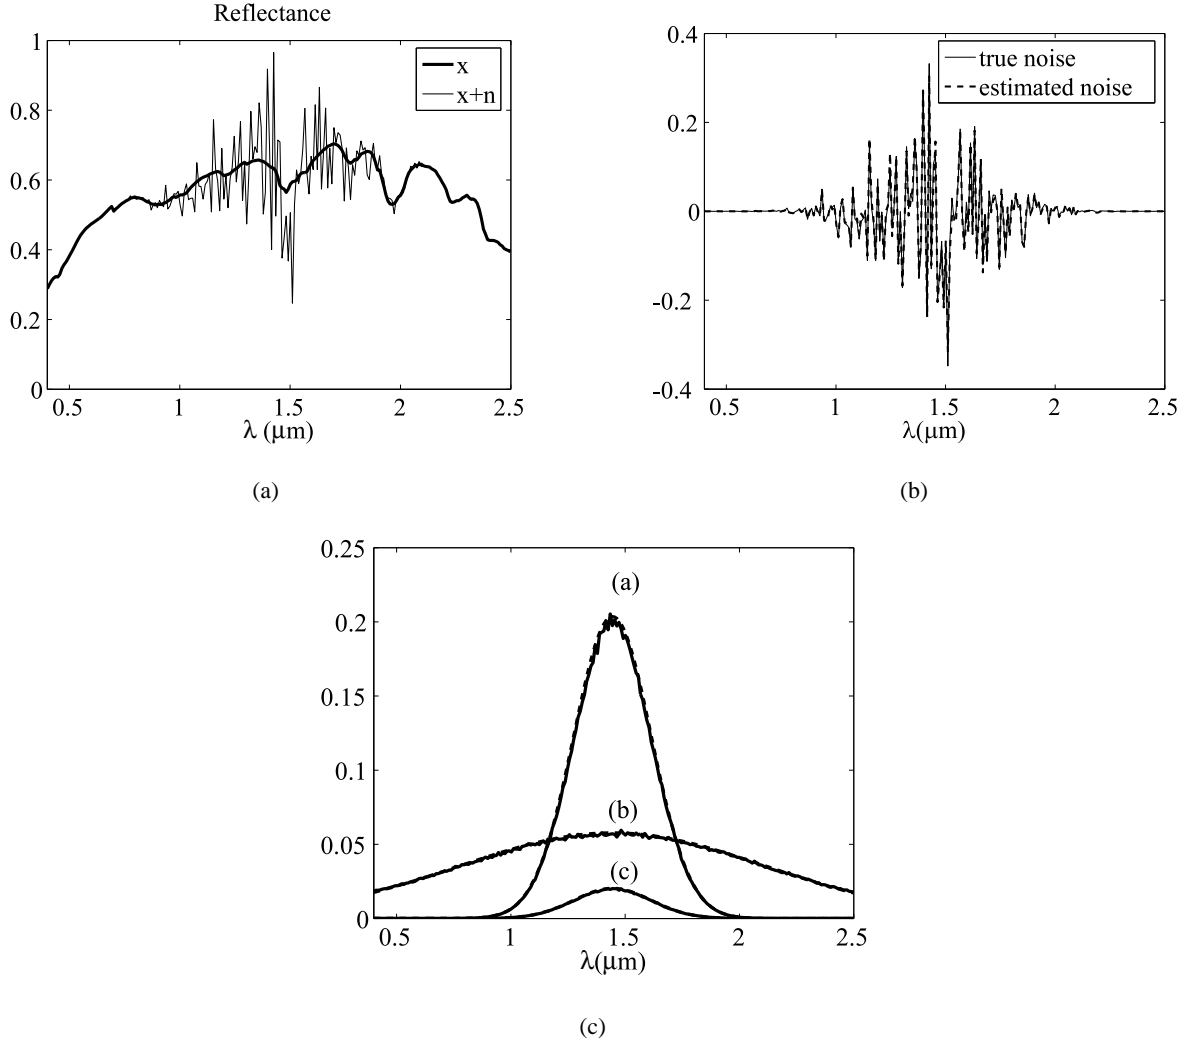 Reflectance
1
0.8
0.6
0.4
0.2
0
0.5 1 1.5 2 2.5
λ (μm)
x
x+n
(a)
0.4
0.2
0
-0.2
-0.4
0.5 1 1.5 2 2.5
λ(μm)
true noise
estimated noise
(b)
0.25
0.2
0.15
0.1
0.05
0
0.5 1 1.5 2 2.5
λ(μm)
(a)
(b)
(c)
(c)